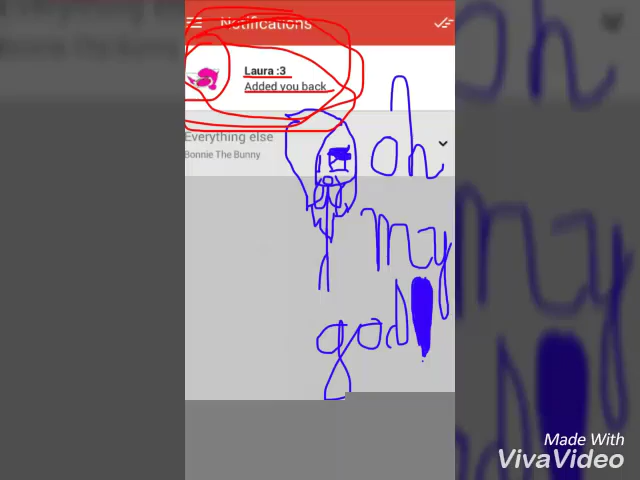 Notifications
Laura :3
Added you back
Everything else
Bonnie The Bunny
oh
my
god!
Made With
VivaVideo